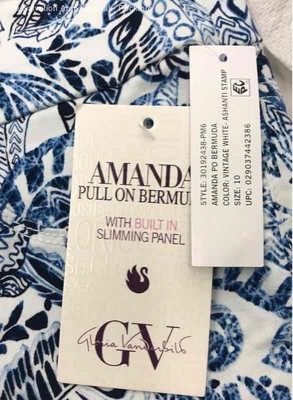 AMANDA
PULL ON BERMUDA
WITH BUILT IN
SLIMMING PANEL
GV
Gloria Vanderbilt
STYLE: 30192438-PM6
AMANDA PO BERMUDA
COLOR: VINTAGE WHITE- ASHANTI STAMP
SIZE: 10
UPC: 029037442386